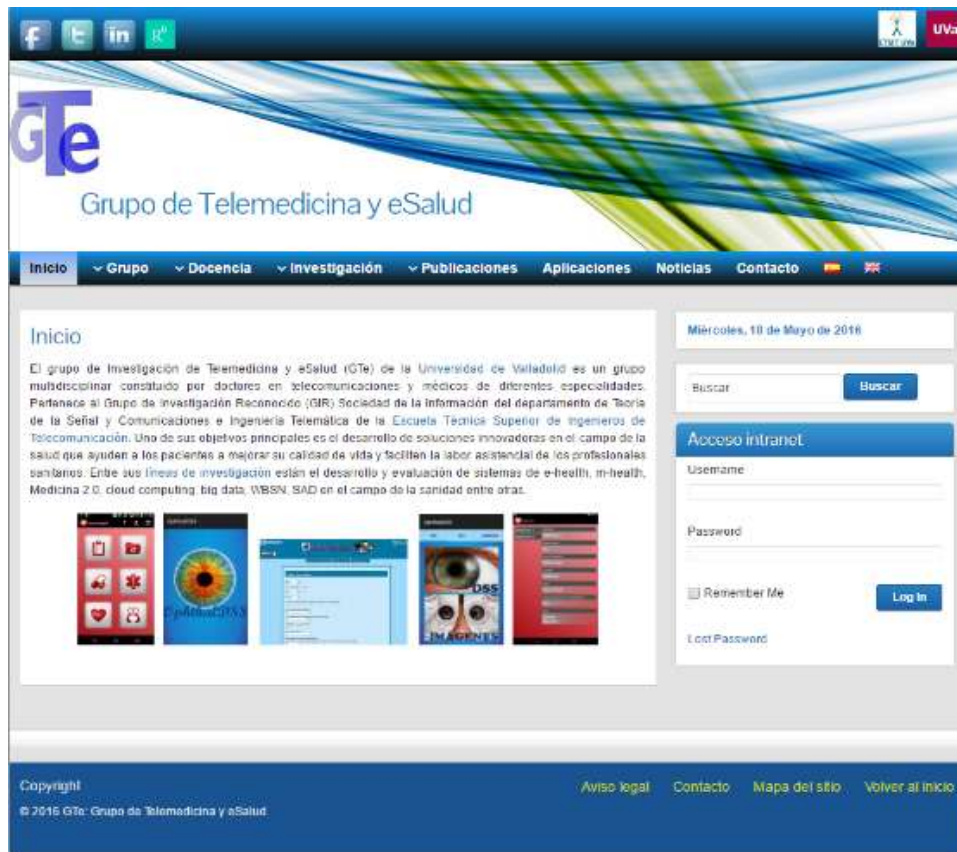 UVa
GTe
Grupo de Telemedicina y eSalud
Inicio Grupo Docencia Investigación Publicaciones Aplicaciones Noticias Contacto
Inicio
El grupo de Investigación de Telemedicina y eSalud (GTe) de la Universidad de Valladolid es un grupo
multidisciplinar constituido por doctores en telecomunicaciones y médicos de diferentes especialidades.
Pertenece al Grupo de Investigación Reconocido (GIR) Sociedad de la Información del departamento de Teoría
de la Señal y Comunicaciones e Ingeniería Telemática de la Escuela Técnica Superior de Ingenieros de
Telecomunicación. Uno de sus objetivos principales es el desarrollo de soluciones innovadoras en el campo de la
salud que ayuden a los pacientes a mejorar su calidad de vida y faciliten la labor asistencial de los profesionales
sanitarios. Entre sus líneas de investigación están el desarrollo y evaluación de sistemas de e-health, m-health,
Medicina 2.0, cloud computing, big data, WBSN, SAD en el campo de la sanidad entre otras.
DSS
IMAGENES
Miércoles, 18 de Mayo de 2016
Buscar Buscar
Acceso intranet
Username
Password
Remember Me Log In
Lost Password
Copyright
© 2016 GTe: Grupo de Telemedicina y eSalud
Aviso legal Contacto Mapa del sitio Volver al inicio